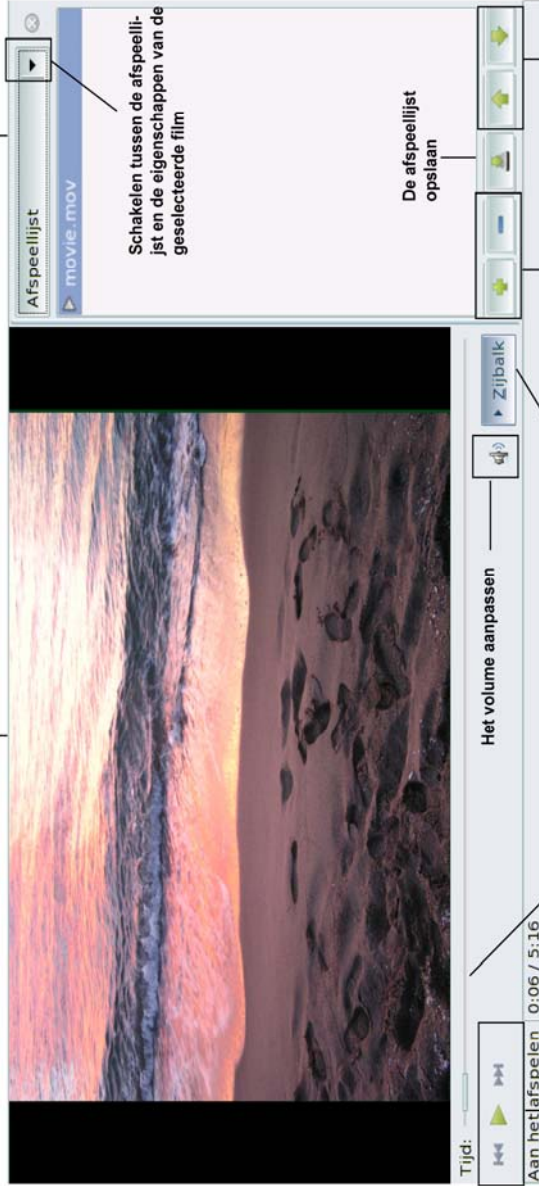 Afspeellijst
movie.mov
Schakelen tussen de afspeelli-
jst en de eigenschappen van de
geselecteerde film
De afspeellijst
opslaan
Tijd:
Het volume aanpassen
Zijbalk
Aan het afspelen 0:06 / 5:16